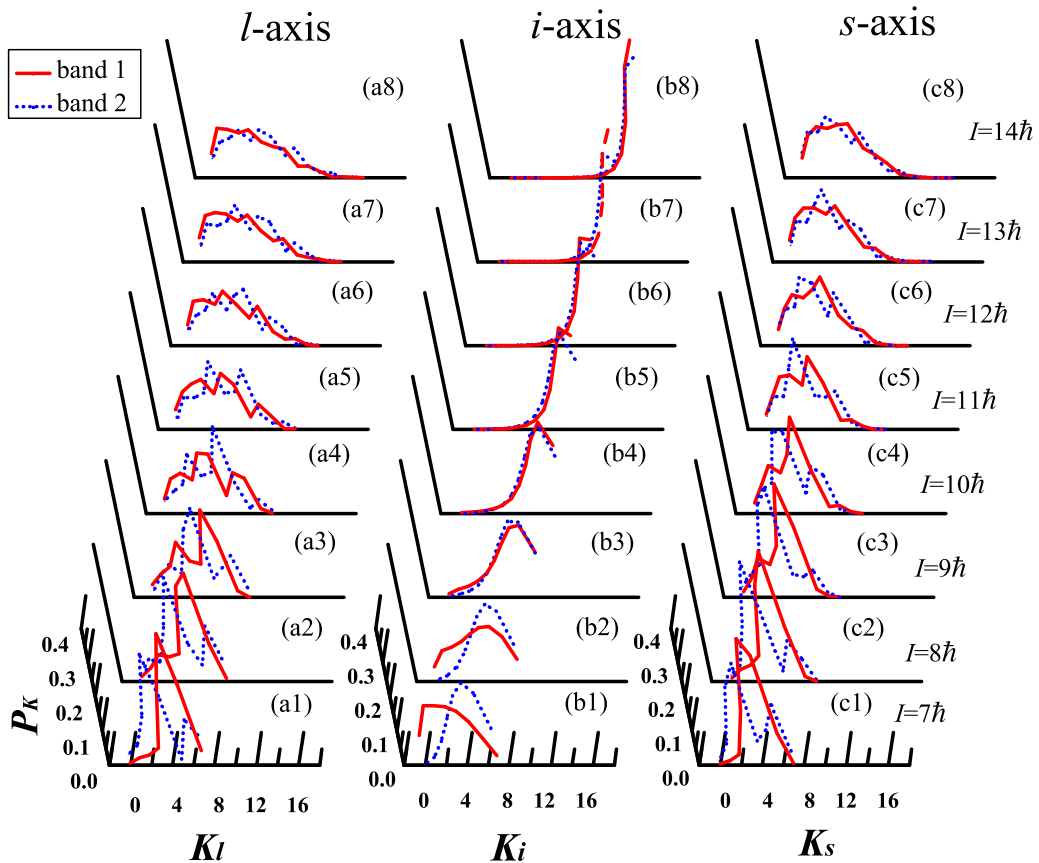 l-axis i-axis s-axis
band 1
band 2
(a8) (b8) (c8) I=14ħ
(a7) (b7) (c7) I=13ħ
(a6) (b6) (c6) I=12ħ
(a5) (b5) (c5) I=11ħ
(a4) (b4) (c4) I=10ħ
(a3) (b3) (c3) I=9ħ
(a2) (b2) (c2) I=8ħ
(a1) (b1) (c1) I=7ħ
P_K
0.4 0.4 0.4
0.3 0.3 0.3
0.2 0.2 0.2
0.1 0.1 0.1
0.0 0.0 0.0
0 4 8 12 16 0 4 8 12 16 0 4 8 12 16
K_l K_i K_s